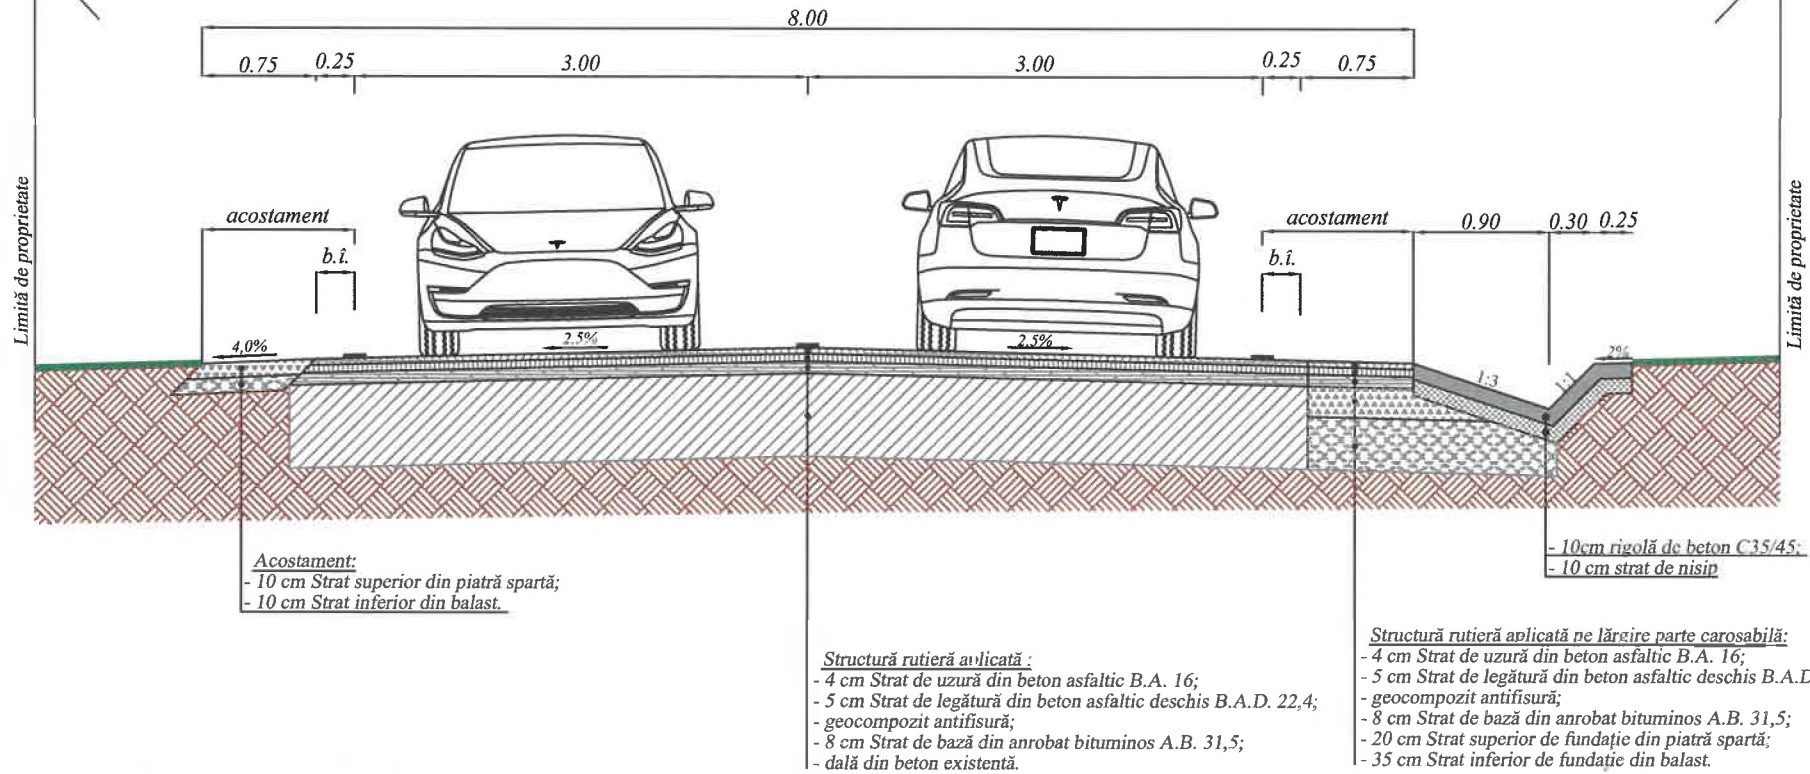 8.00
0.75 0.25 3.00 3.00 0.25 0.75
acostament acostament 0.90 0.30 0.25
b.î. b.î.
Limită de proprietate
Limită de proprietate
4,0% 2.5% 2.5% 2%
1:3 1:1
Acostament:
- 10 cm Strat superior din piatră spartă;
- 10 cm Strat inferior din balast.
- 10cm rigolă de beton C35/45;
- 10 cm strat de nisip
Structură rutieră aplicată :
- 4 cm Strat de uzură din beton asfaltic B.A. 16;
- 5 cm Strat de legătură din beton asfaltic deschis B.A.D. 22,4;
- geocompozit antifisură;
- 8 cm Strat de bază din anrobat bituminos A.B. 31,5;
- dală din beton existentă.
Structură rutieră aplicată pe lărgire parte carosabilă:
- 4 cm Strat de uzură din beton asfaltic B.A. 16;
- 5 cm Strat de legătură din beton asfaltic deschis B.A.D
- geocompozit antifisură;
- 8 cm Strat de bază din anrobat bituminos A.B. 31,5;
- 20 cm Strat superior de fundație din piatră spartă;
- 35 cm Strat inferior de fundație din balast.